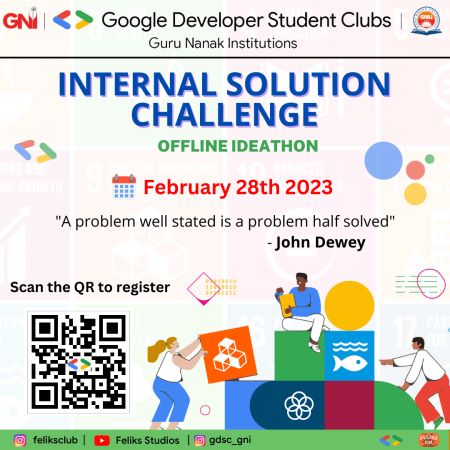 GNI | Google Developer Student Clubs | GNU
Guru Nanak Institutions
INTERNAL SOLUTION
CHALLENGE
OFFLINE IDEATHON
February 28th 2023
"A problem well stated is a problem half solved"
- John Dewey
Scan the QR to register
feliksclub | Feliks Studios | gdsc_gni